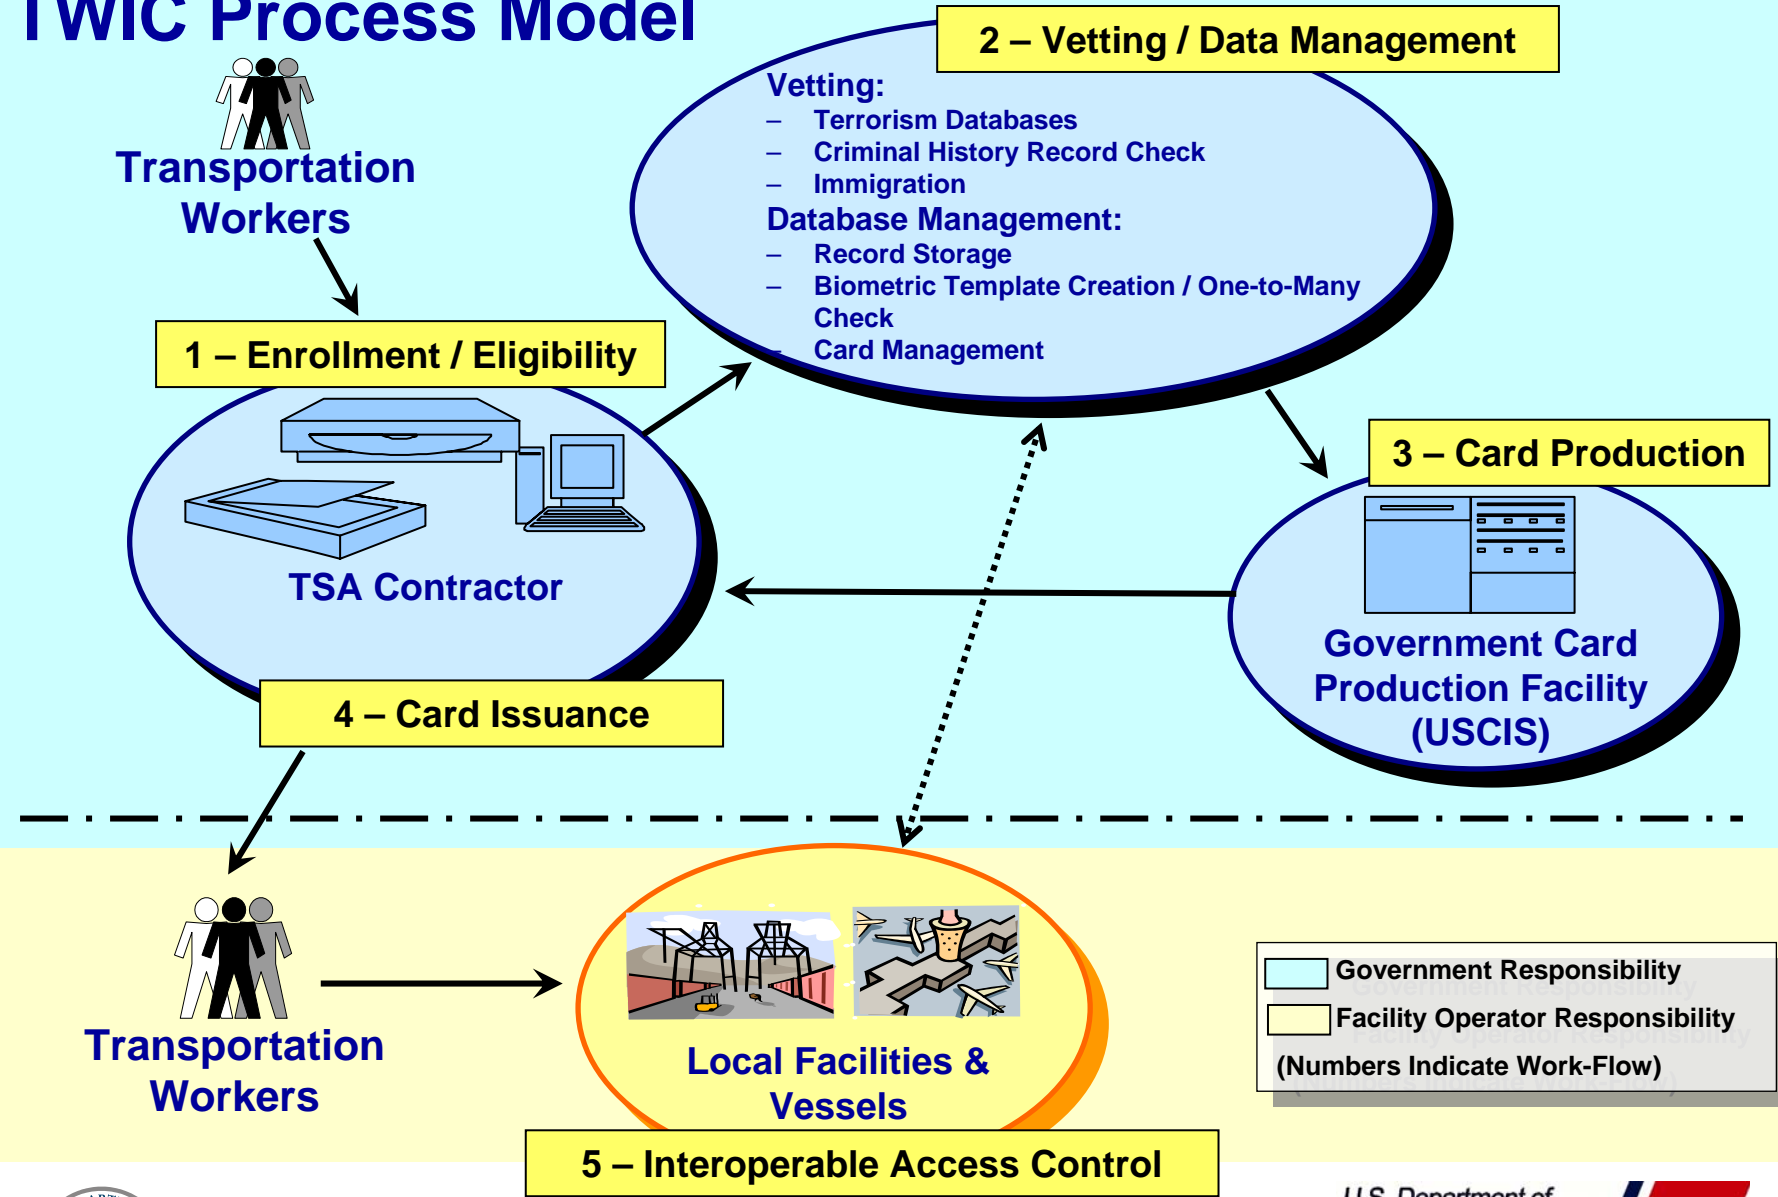 TWIC Process Model
2 – Vetting / Data Management
Vetting:
– Terrorism Databases
– Criminal History Record Check
– Immigration
Database Management:
– Record Storage
– Biometric Template Creation / One-to-Many
Check
– Card Management
Transportation
Workers
1 – Enrollment / Eligibility
TSA Contractor
3 – Card Production
Government Card
Production Facility
(USCIS)
4 – Card Issuance
Transportation
Workers
Local Facilities &
Vessels
5 – Interoperable Access Control
Government Responsibility
Facility Operator Responsibility
(Numbers Indicate Work-Flow)
U.S. Department of